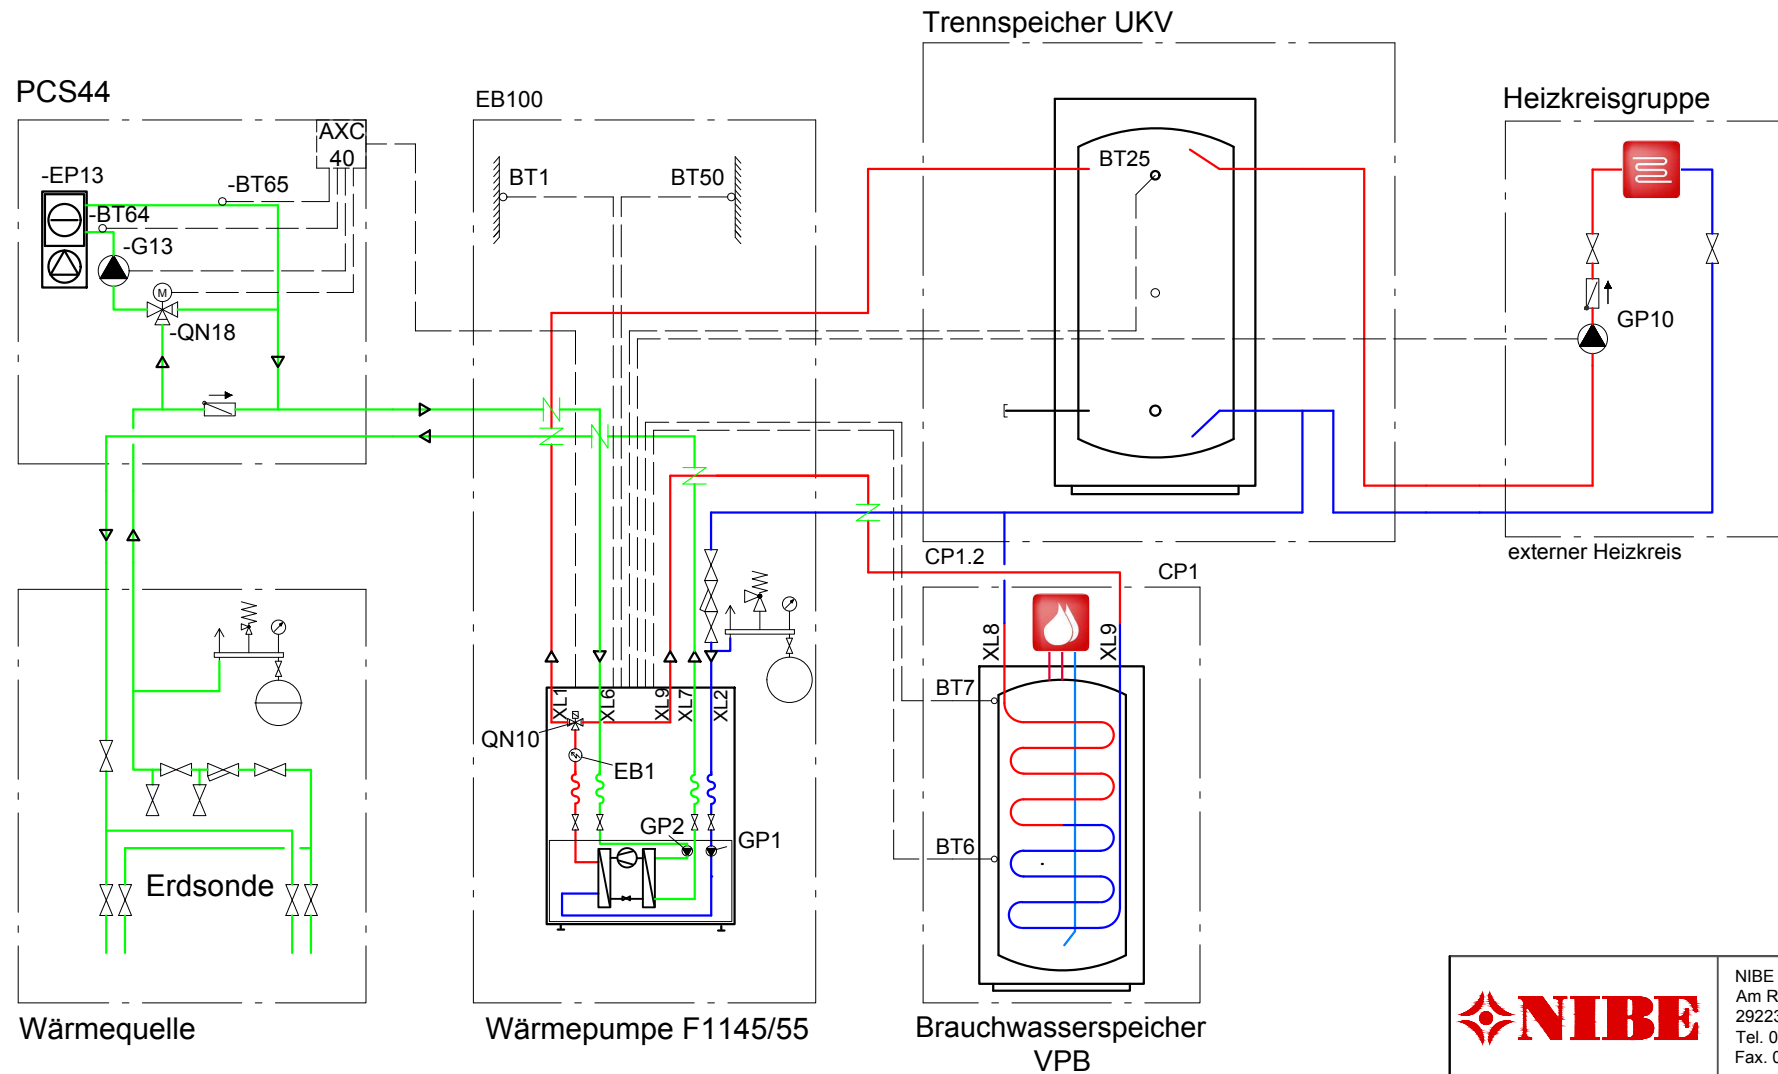 Trennspeicher UKV
PCS44
EB100
Heizkreisgruppe
AXC
40
-EP13
-BT65
BT1
BT50
BT25
-BT64
-G13
M
-QN18
GP10
externer Heizkreis
CP1.2
CP1
XL8
XL9
XL1
XL6
XL9
XL7
XL2
BT7
QN10
EB1
GP2
GP1
BT6
Erdsonde
Wärmequelle
Wärmepumpe F1145/55
Brauchwasserspeicher
VPB
NIBE
NIBE
Am R
29223
Tel. 0
Fax. 0